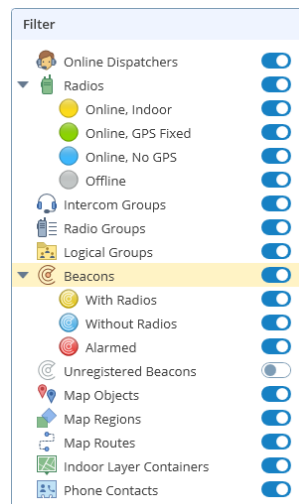 Filter
Online Dispatchers
Radios
Online, Indoor
Online, GPS Fixed
Online, No GPS
Offline
Intercom Groups
Radio Groups
Logical Groups
Beacons
With Radios
Without Radios
Alarmed
Unregistered Beacons
Map Objects
Map Regions
Map Routes
Indoor Layer Containers
Phone Contacts